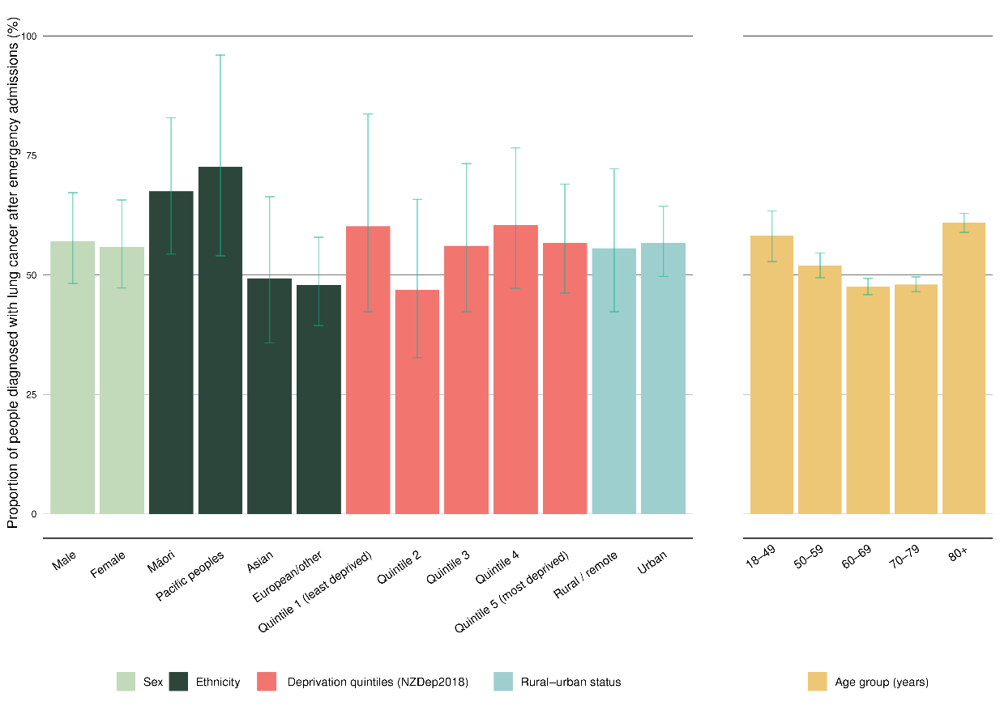 Proportion of people diagnosed with lung cancer after emergency admissions (%)
100
75
50
25
0
Male
Female
Māori
Pacific peoples
Asian
European/other
Quintile 1 (least deprived)
Quintile 2
Quintile 3
Quintile 4
Quintile 5 (most deprived)
Rural / remote
Urban
18–49
50–59
60–69
70–79
80+
Sex
Ethnicity
Deprivation quintiles (NZDep2018)
Rural–urban status
Age group (years)